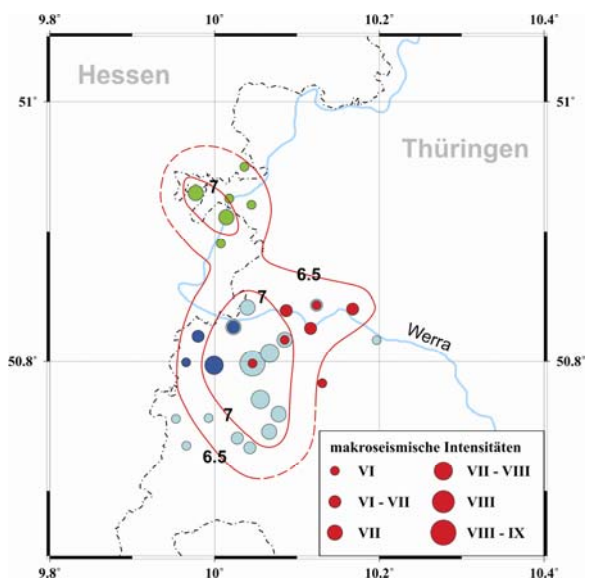 9.8° 10° 10.2° 10.4°
Hessen
51° 51°
Thüringen
7
6.5
7
Werra
50.8° 50.8°
7
6.5
makroseismische Intensitäten
VI VII - VIII
VI - VII VIII
VII VIII - IX
9.8° 10° 10.2° 10.4°